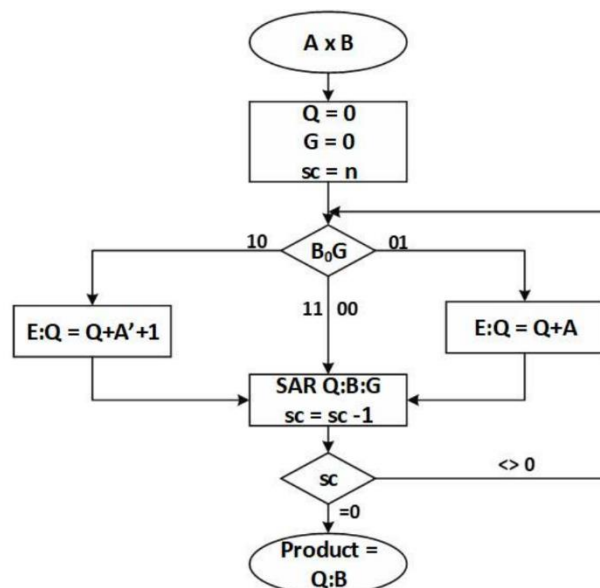 A x B
Q = 0
G = 0
sc = n
10
B₀G
01
E:Q = Q+A'+1
11 00
E:Q = Q+A
SAR Q:B:G
sc = sc -1
sc
<> 0
=0
Product =
Q:B